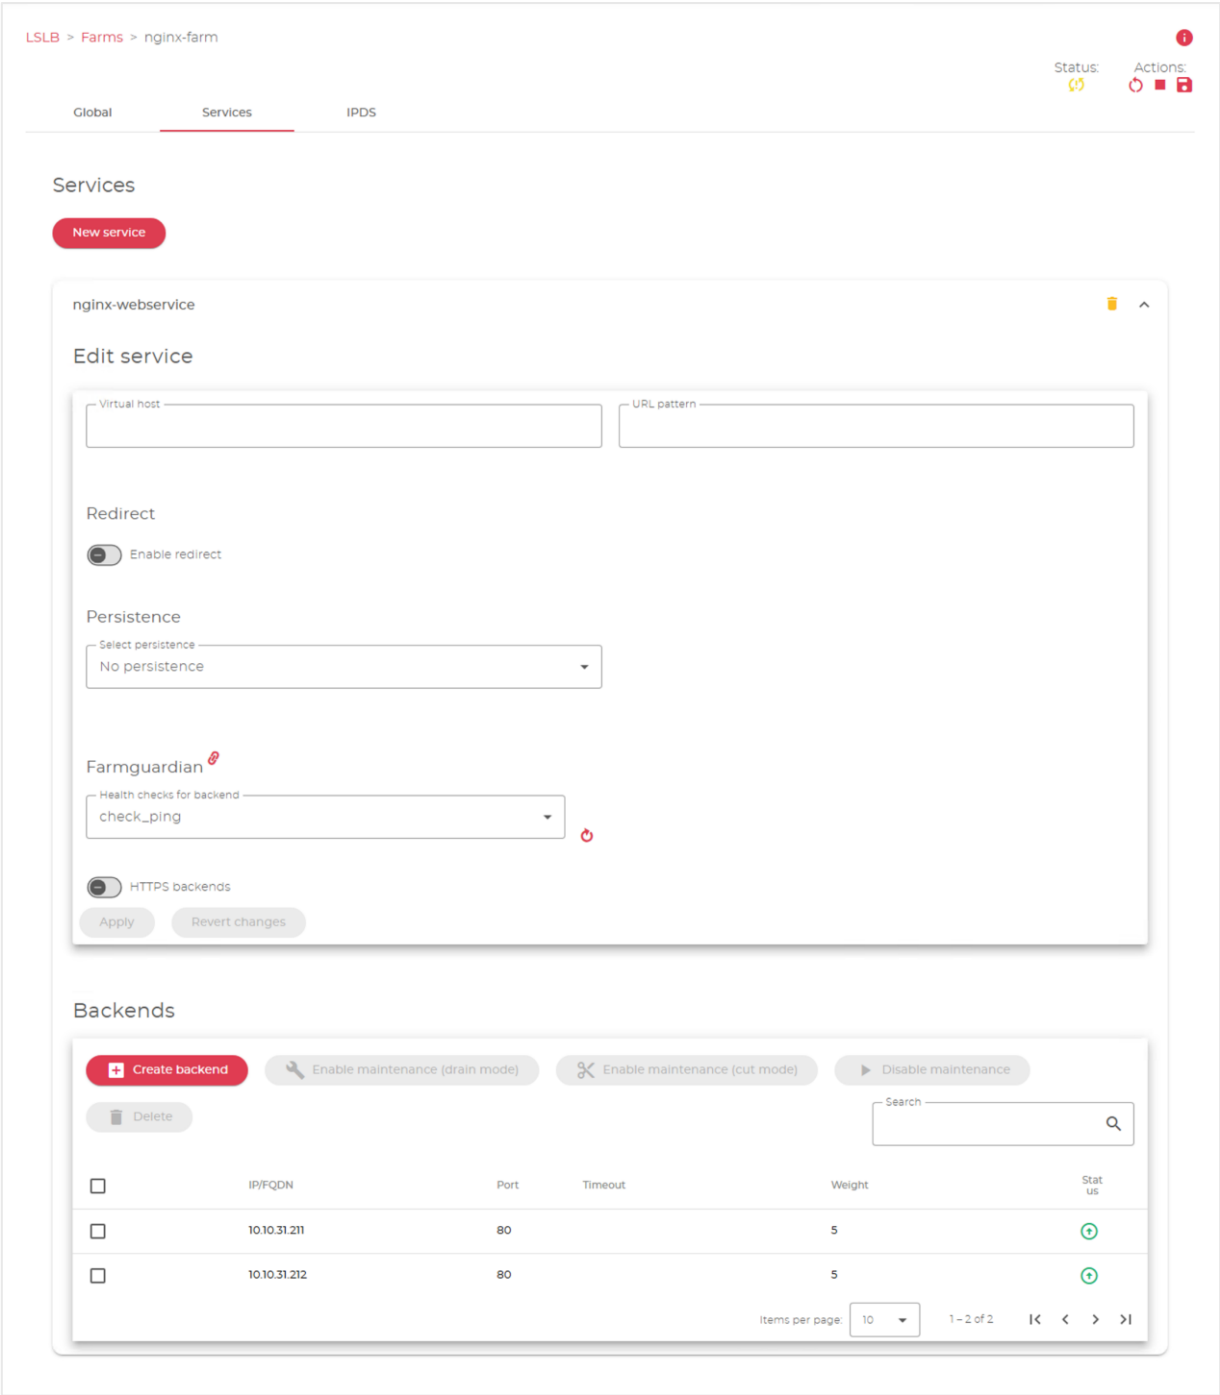 LSLB > Farms > nginx-farm
Status: Actions:
Global Services IPDS
Services
New service
nginx-webservice
Edit service
Virtual host URL pattern
Redirect
Enable redirect
Persistence
Select persistence
No persistence
Farmguardian
Health checks for backend
check_ping
HTTPS backends
Apply Revert changes
Backends
Create backend Enable maintenance (drain mode) Enable maintenance (cut mode) Disable maintenance
Delete Search
IP/FQDN Port Timeout Weight Stat
us
10.10.31.211 80 5
10.10.31.212 80 5
Items per page: 10 1 – 2 of 2